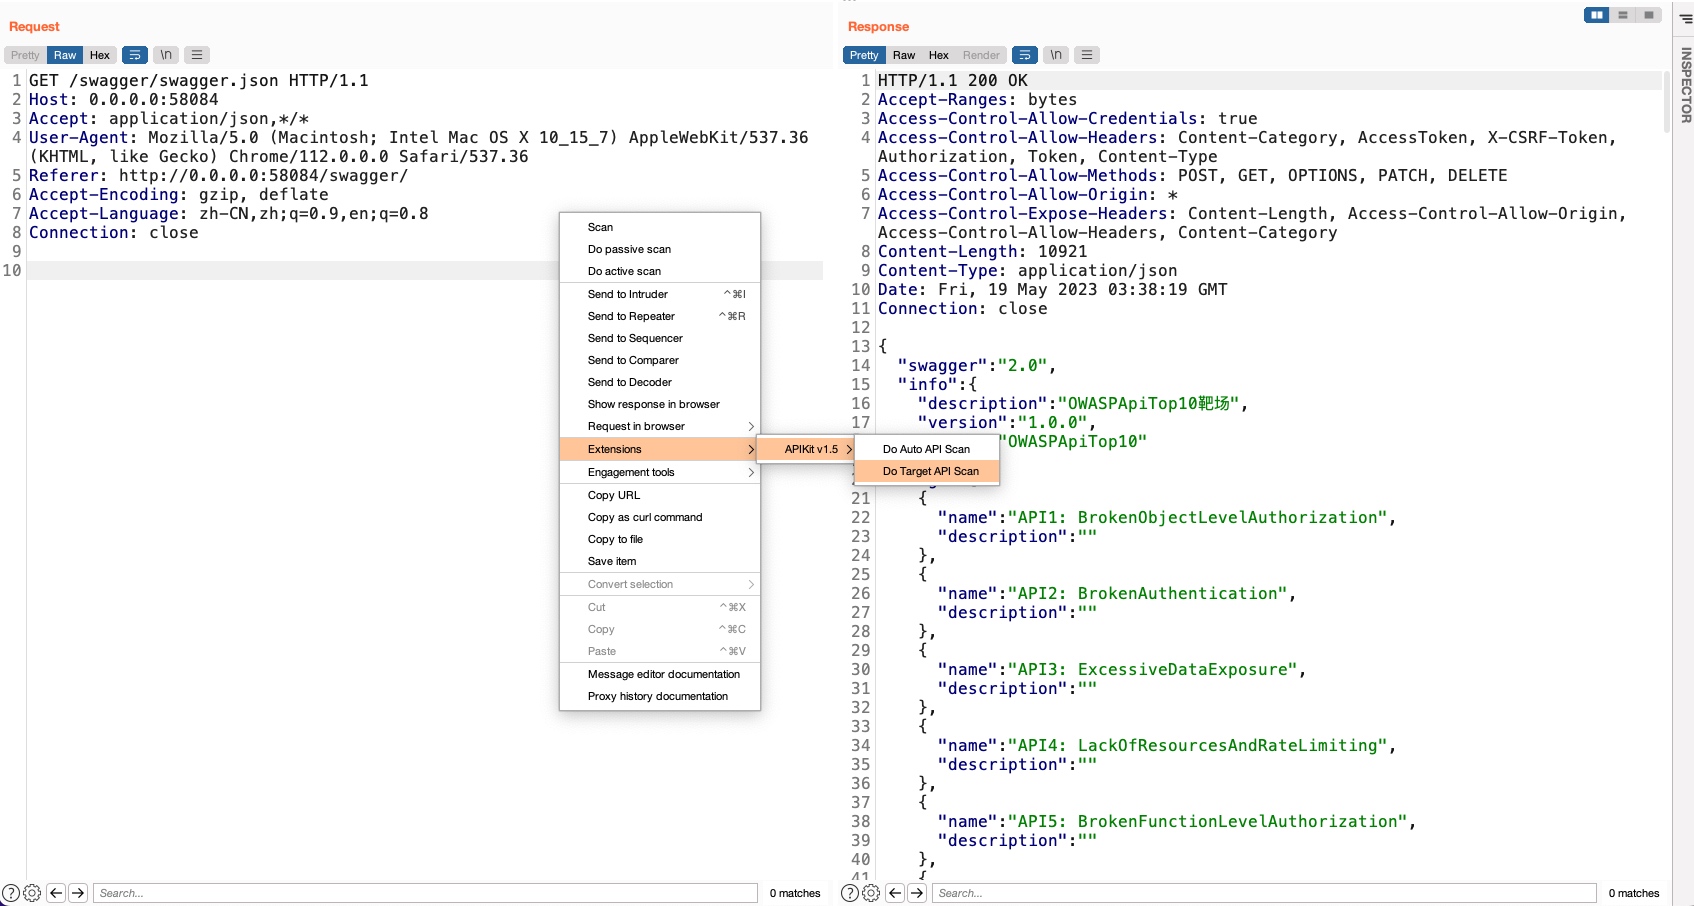 Request
Pretty Raw Hex \n
1 GET /swagger/swagger.json HTTP/1.1
2 Host: 0.0.0.0:58084
3 Accept: application/json,*/*
4 User-Agent: Mozilla/5.0 (Macintosh; Intel Mac OS X 10_15_7) AppleWebKit/537.36
(KHTML, like Gecko) Chrome/112.0.0.0 Safari/537.36
5 Referer: http://0.0.0.0:58084/swagger/
6 Accept-Encoding: gzip, deflate
7 Accept-Language: zh-CN,zh;q=0.9,en;q=0.8
8 Connection: close
9
10
Scan
Do passive scan
Do active scan
Send to Intruder ^⌘I
Send to Repeater ^⌘R
Send to Sequencer
Send to Comparer
Send to Decoder
Show response in browser
Request in browser
Extensions
Engagement tools
Copy URL
Copy as curl command
Copy to file
Save item
Convert selection
Cut ^⌘X
Copy ^⌘C
Paste ^⌘V
Message editor documentation
Proxy history documentation
APIKit v1.5
Do Auto API Scan
Do Target API Scan
? Search... 0 matches
Response
Pretty Raw Hex Render \n
1 HTTP/1.1 200 OK
2 Accept-Ranges: bytes
3 Access-Control-Allow-Credentials: true
4 Access-Control-Allow-Headers: Content-Category, AccessToken, X-CSRF-Token,
Authorization, Token, Content-Type
5 Access-Control-Allow-Methods: POST, GET, OPTIONS, PATCH, DELETE
6 Access-Control-Allow-Origin: *
7 Access-Control-Expose-Headers: Content-Length, Access-Control-Allow-Origin,
Access-Control-Allow-Headers, Content-Category
8 Content-Length: 10921
9 Content-Type: application/json
10 Date: Fri, 19 May 2023 03:38:19 GMT
11 Connection: close
12
13 {
14 "swagger":"2.0",
15 "info":{
16 "description":"OWASPApiTop10靶场",
17 "version":"1.0.0",
"OWASPApiTop10"
21 {
22 "name":"API1: BrokenObjectLevelAuthorization",
23 "description":""
24 },
25 {
26 "name":"API2: BrokenAuthentication",
27 "description":""
28 },
29 {
30 "name":"API3: ExcessiveDataExposure",
31 "description":""
32 },
33 {
34 "name":"API4: LackOfResourcesAndRateLimiting",
35 "description":""
36 },
37 {
38 "name":"API5: BrokenFunctionLevelAuthorization",
39 "description":""
40 },
41 {
? Search... 0 matches
INSPECTOR